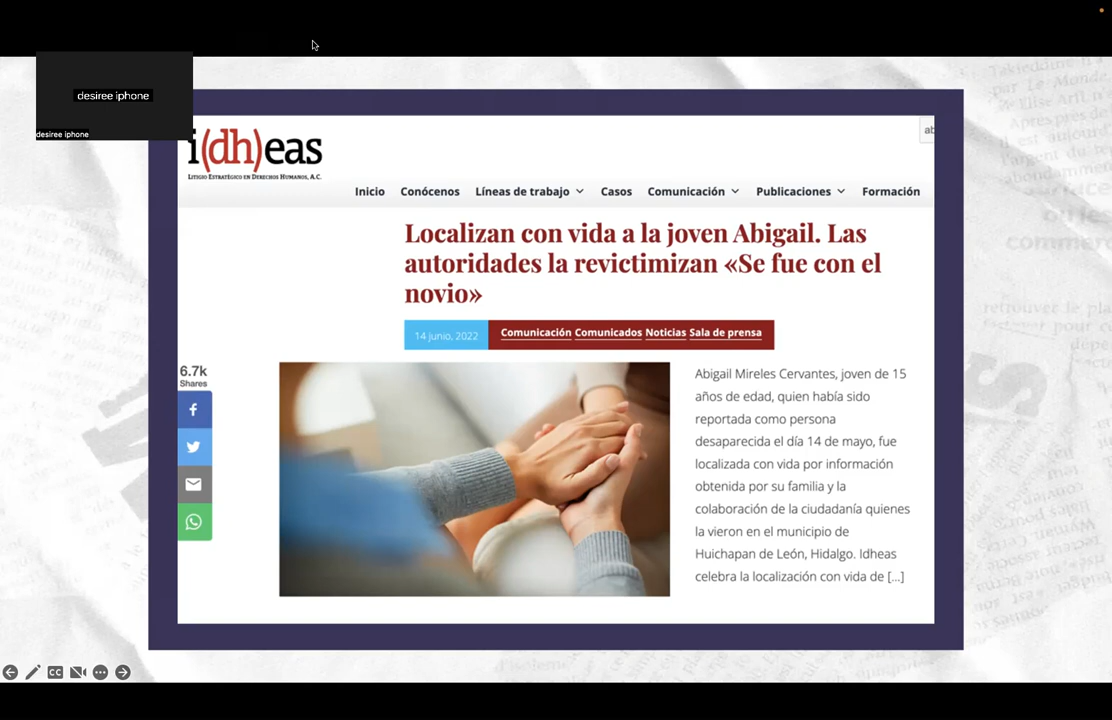 desiree iphone
desiree iphone
i(dh)eas
LITIGIO ESTRATÉGICO EN DERECHOS HUMANOS, A.C.
ab
Inicio Conócenos Líneas de trabajo Casos Comunicación Publicaciones Formación
Localizan con vida a la joven Abigail. Las
autoridades la revictimizan «Se fue con el
novio»
14 junio, 2022 Comunicación Comunicados Noticias Sala de prensa
6.7k
Shares
Abigail Mireles Cervantes, joven de 15
años de edad, quien había sido
reportada como persona
desaparecida el día 14 de mayo, fue
localizada con vida por información
obtenida por su familia y la
colaboración de la ciudadanía quienes
la vieron en el municipio de
Huichapan de León, Hidalgo. Idheas
celebra la localización con vida de [...]
CC